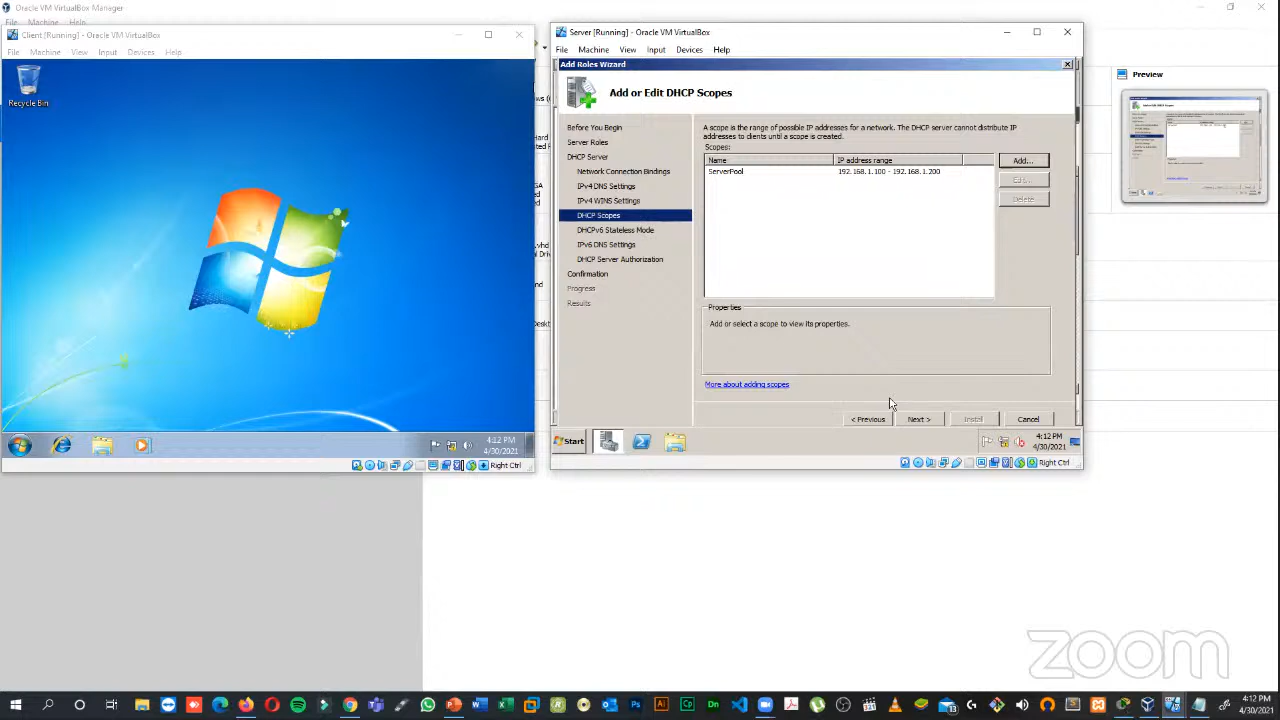 Oracle VM VirtualBox Manager
File Machine Help
Client [Running] - Oracle VM VirtualBox
File Machine View Input Devices Help
Recycle Bin
4:12 PM
4/30/2021
Right Ctrl
Server [Running] - Oracle VM VirtualBox
File Machine View Input Devices Help
Add Roles Wizard
Add or Edit DHCP Scopes
Before You Begin
Server Roles
DHCP Server
Network Connection Bindings
IPv4 DNS Settings
IPv4 WINS Settings
DHCP Scopes
DHCPv6 Stateless Mode
IPv6 DNS Settings
DHCP Server Authorization
Confirmation
Progress
Results
A scope is the range of possible IP addresses for a network. The DHCP server cannot distribute IP
addresses to clients until a scope is created.
Scopes:
Name IP address range
ServerPool 192.168.1.100 - 192.168.1.200
Add...
Edit...
Delete
Properties
Add or select a scope to view its properties.
More about adding scopes
< Previous Next > Install Cancel
Start
4:12 PM
4/30/2021
Right Ctrl
Preview
zoom
4:12 PM
4/30/2021